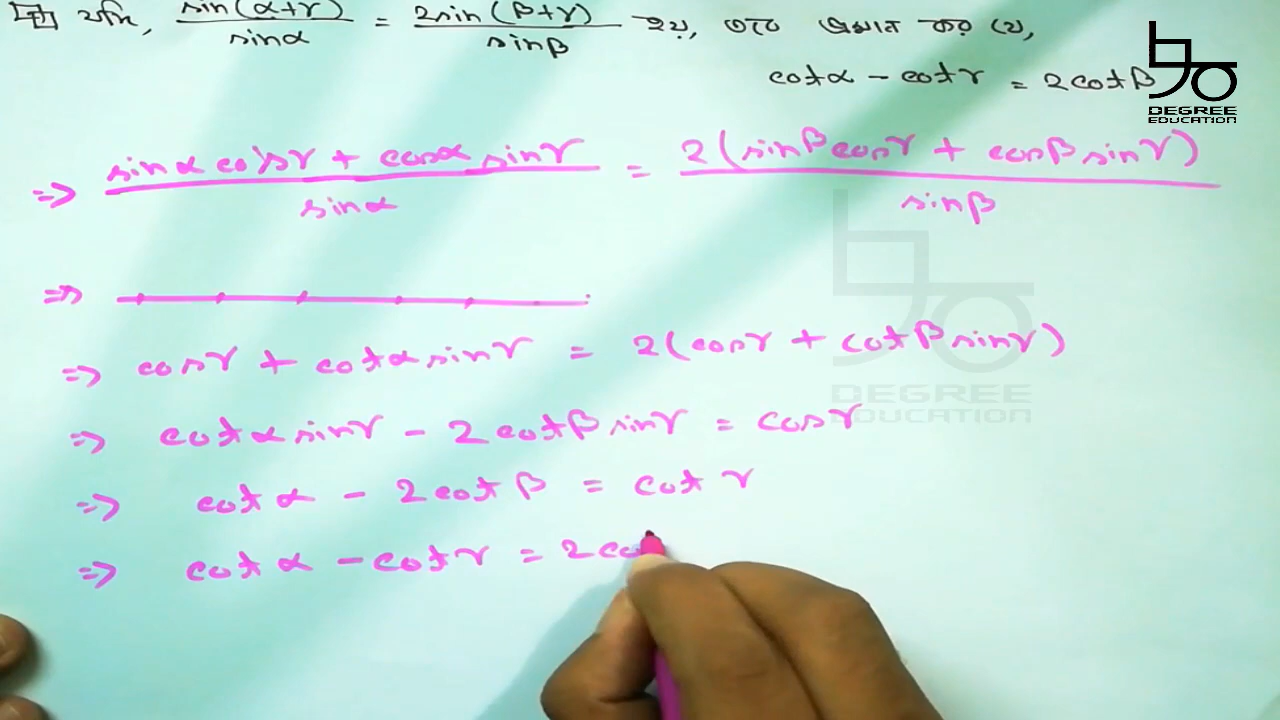 যদি, sin(α+γ)/sinα = 2sin(β+γ)/sinβ হয়, তবে প্রমাণ কর যে,
cotα - cotγ = 2cotβ
DEGREE
EDUCATION
=> (sinα cosγ + cosα sinγ)/sinα = 2(sinβ cosγ + cosβ sinγ)/sinβ
=>
=> cosγ + cotα sinγ = 2(cosγ + cotβ sinγ)
DEGREE
EDUCATION
=> cotα sinγ - 2cotβ sinγ = cosγ
=> cotα - 2cotβ = cotγ
=> cotα - cotγ = 2co